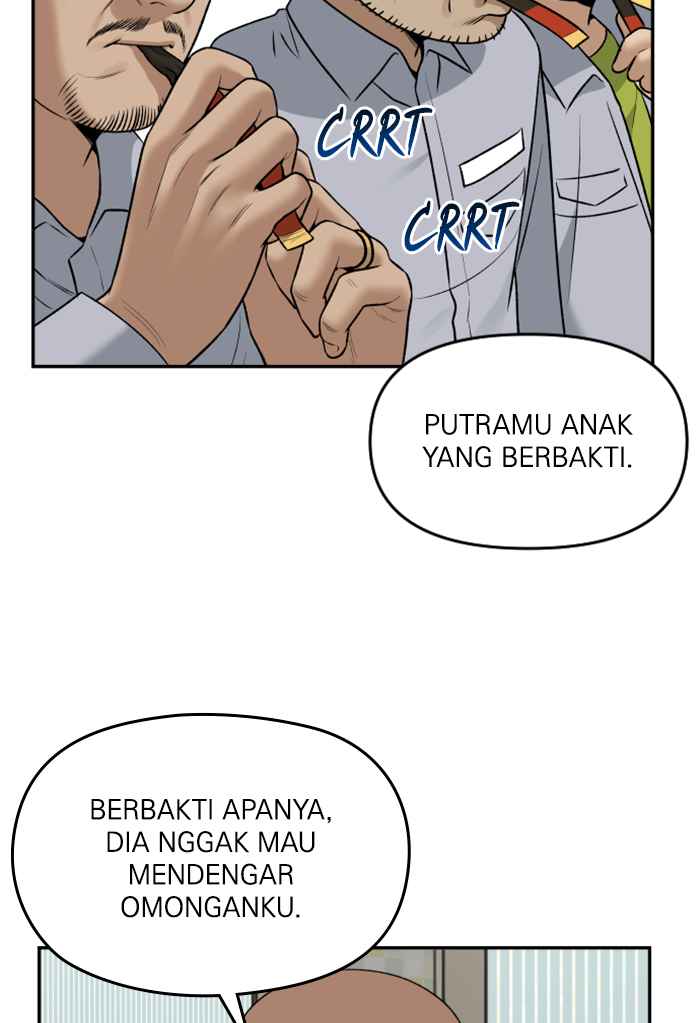 CRRT
CRRT
PUTRAMU ANAK
YANG BERBAKTI.
BERBAKTI APANYA,
DIA NGGAK MAU
MENDENGAR
OMONGANKU.